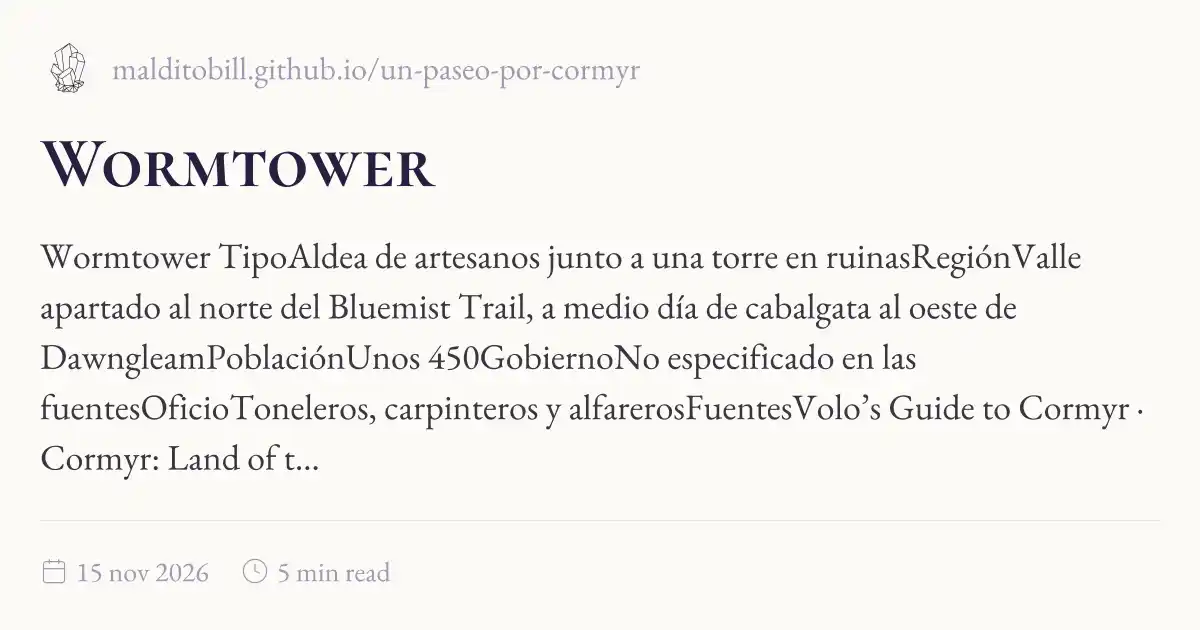 malditobill.github.io/un-paseo-por-cormyr
Wormtower
Wormtower TipoAldea de artesanos junto a una torre en ruinasRegiónValle
apartado al norte del Bluemist Trail, a medio día de cabalgata al oeste de
DawngleamPoblaciónUnos 450GobiernoNo especificado en las
fuentesOficioToneleros, carpinteros y alfarerosFuentesVolo’s Guide to Cormyr ·
Cormyr: Land of t...
15 nov 2026 5 min read